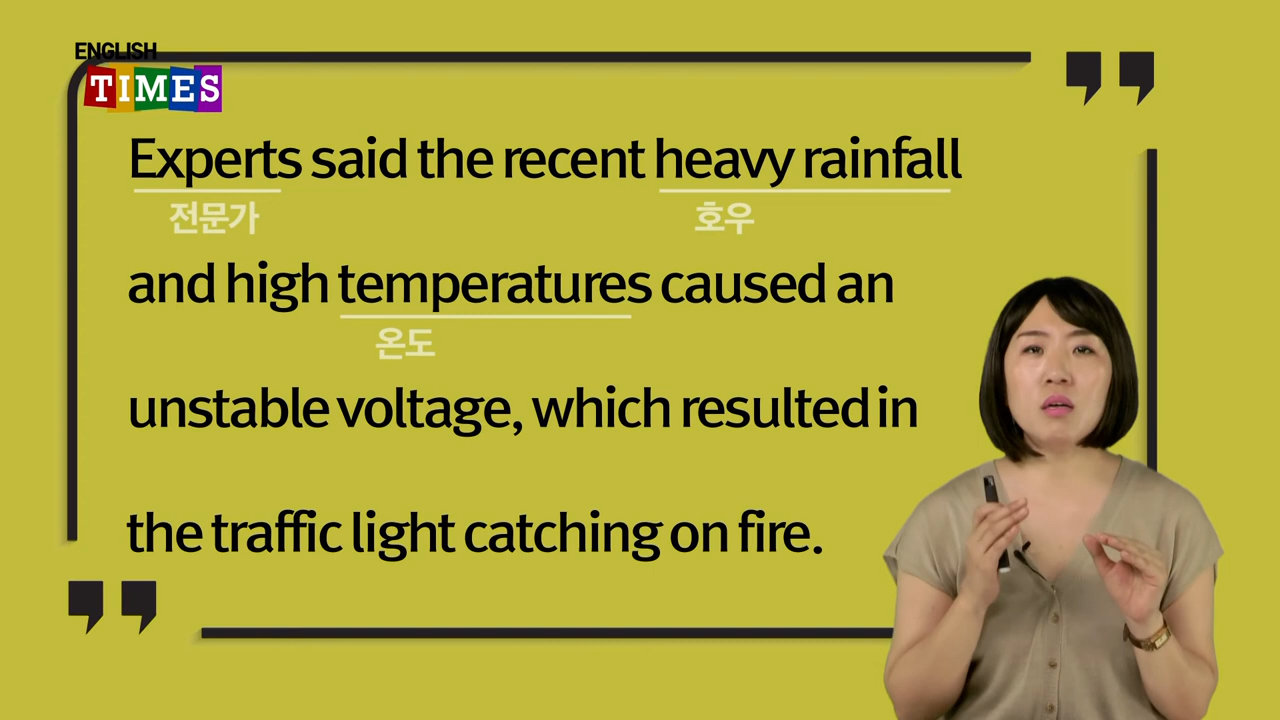 ENGLISH
TIMES
Experts said the recent heavy rainfall
전문가 호우
and high temperatures caused an
온도
unstable voltage, which resulted in
the traffic light catching on fire.